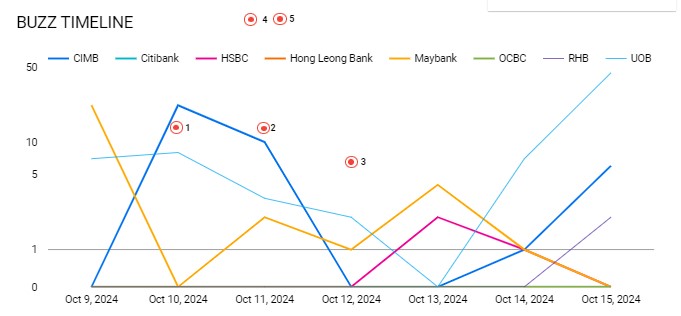 BUZZ TIMELINE
4 5
CIMB Citibank HSBC Hong Leong Bank Maybank OCBC RHB UOB
50
10
1 2
3
5
1
0
Oct 9, 2024 Oct 10, 2024 Oct 11, 2024 Oct 12, 2024 Oct 13, 2024 Oct 14, 2024 Oct 15, 2024